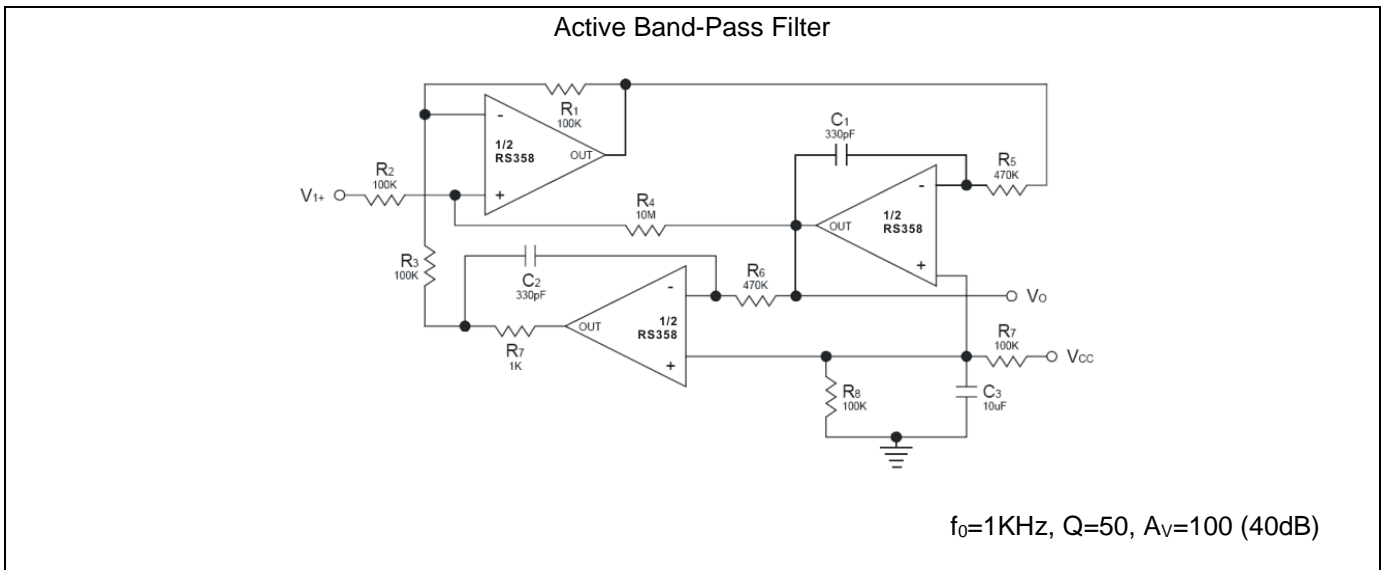 Active Band-Pass Filter
R1
100K
-
1/2
RS358
OUT
+
V1+
R2
100K
C1
330pF
R5
470K
-
1/2
RS358
OUT
+
R4
10M
R3
100K
C2
330pF
R6
470K
-
1/2
RS358
OUT
+
VO
R7
1K
R7
100K
VCC
R8
100K
C3
10uF
f0=1KHz, Q=50, AV=100 (40dB)